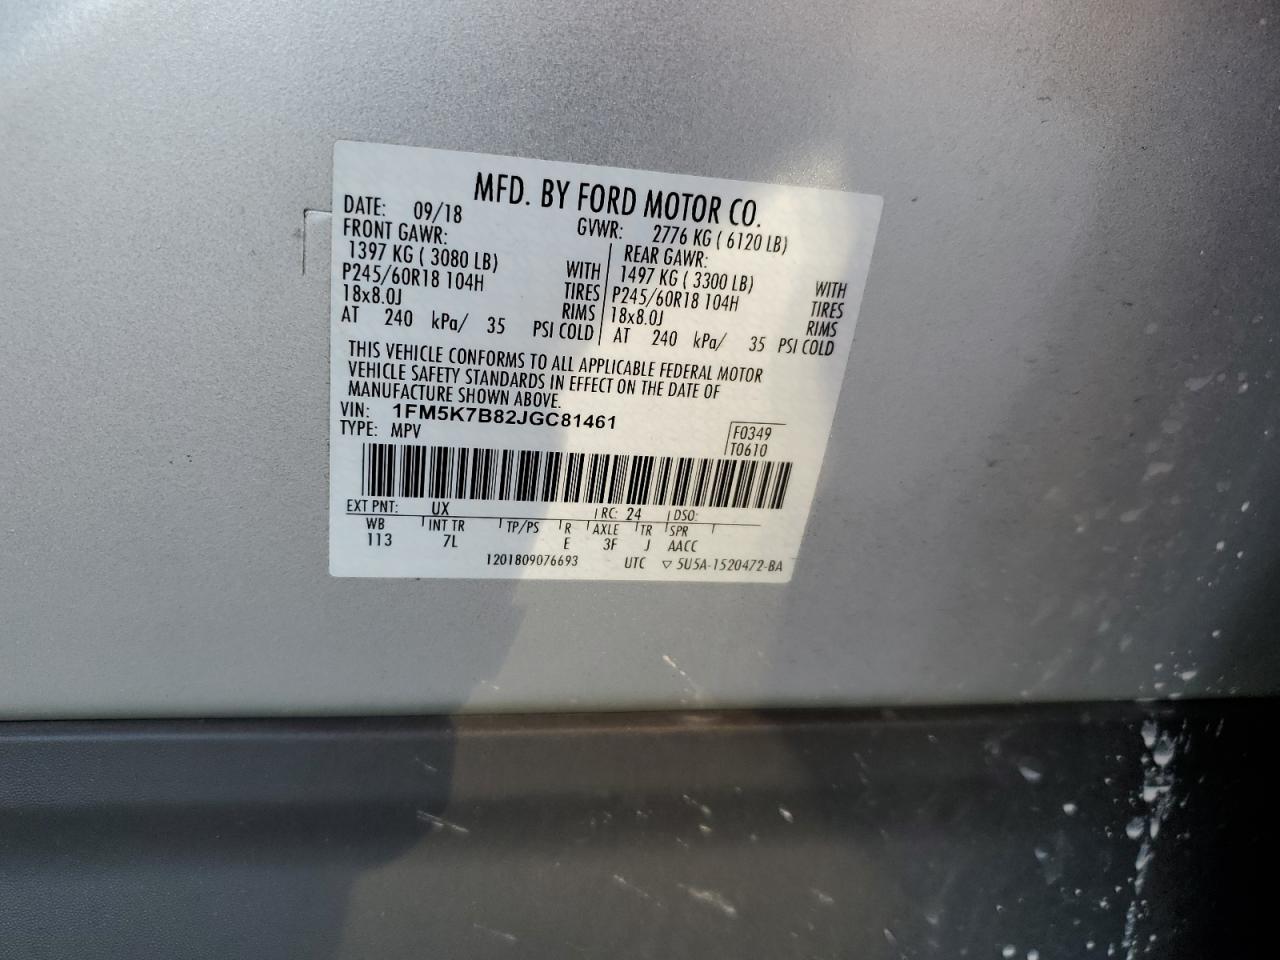 MFD. BY FORD MOTOR CO.
DATE: 09/18 GVWR: 2776 KG ( 6120 LB)
FRONT GAWR: REAR GAWR:
1397 KG ( 3080 LB) WITH 1497 KG ( 3300 LB) WITH
P245/60R18 104H TIRES P245/60R18 104H TIRES
18x8.0J RIMS 18x8.0J RIMS
AT 240 kPa/ 35 PSI COLD AT 240 kPa/ 35 PSI COLD
THIS VEHICLE CONFORMS TO ALL APPLICABLE FEDERAL MOTOR
VEHICLE SAFETY STANDARDS IN EFFECT ON THE DATE OF
MANUFACTURE SHOWN ABOVE.
VIN: 1FM5K7B82JGC81461
TYPE: MPV
F0349
T0610
EXT PNT: UX RC: 24 DSO:
WB INT TR TP/PS R AXLE TR SPR
113 7L E 3F J AACC
1201809076693 UTC ▽ 5U5A-1520472-BA